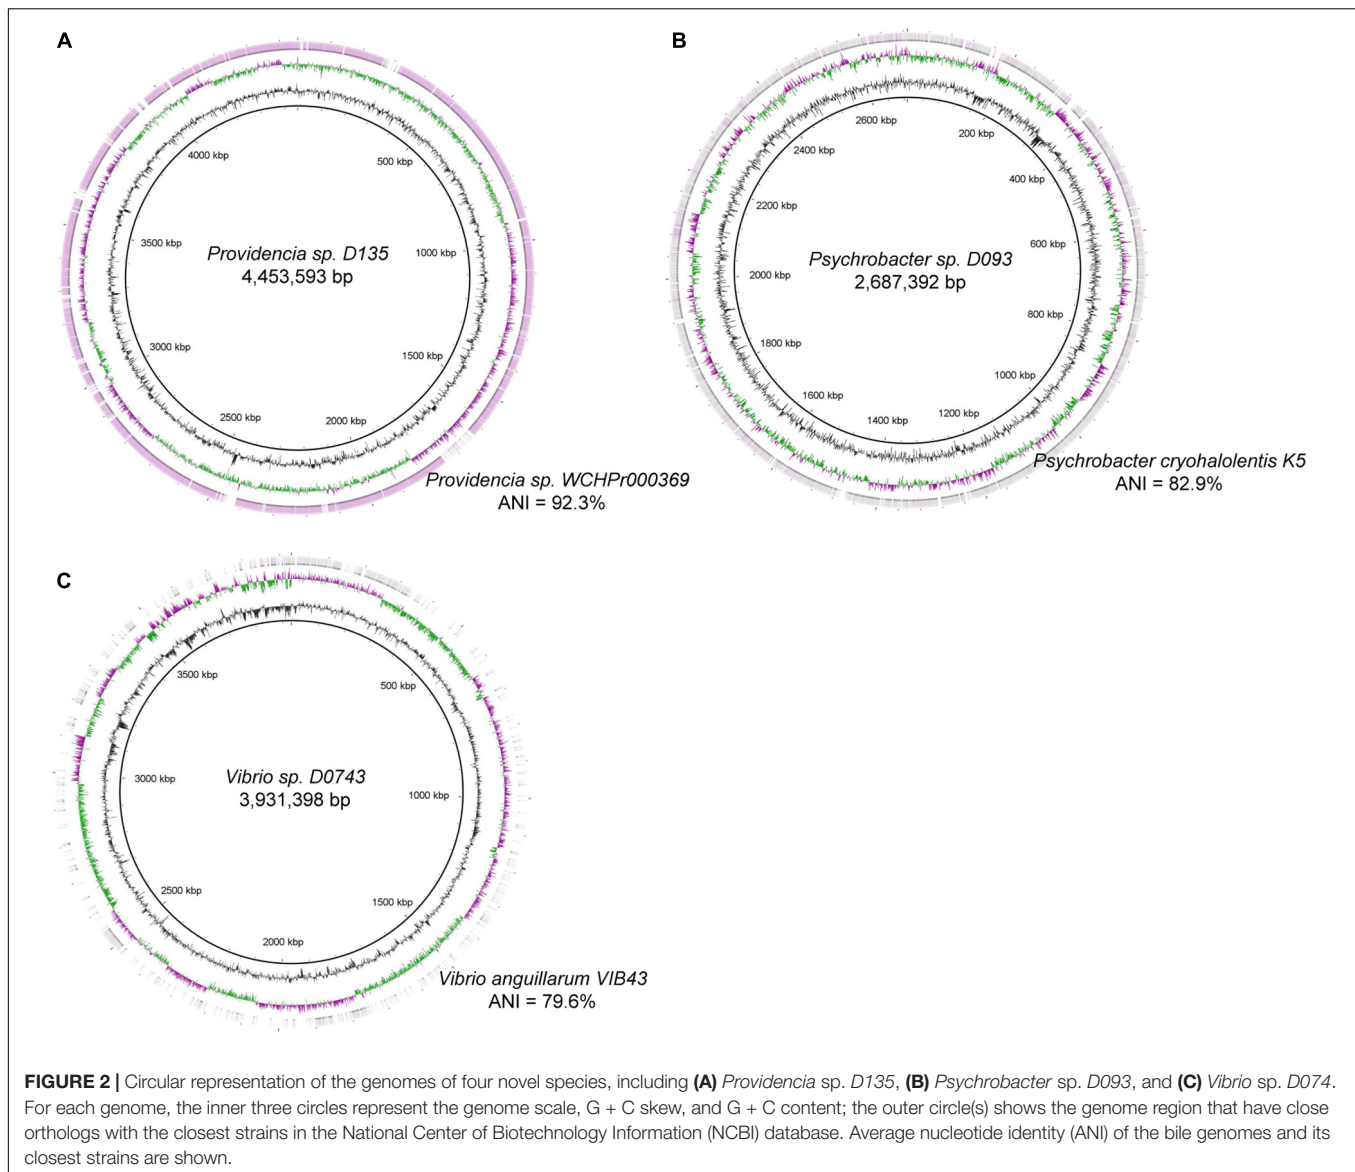 A
500 kbp
1000 kbp
1500 kbp
2000 kbp
2500 kbp
3000 kbp
3500 kbp
4000 kbp
Providencia sp. D135
4,453,593 bp
Providencia sp. WCHPr000369
ANI = 92.3%
B
200 kbp
400 kbp
600 kbp
800 kbp
1000 kbp
1200 kbp
1400 kbp
1600 kbp
1800 kbp
2000 kbp
2200 kbp
2400 kbp
2600 kbp
Psychrobacter sp. D093
2,687,392 bp
Psychrobacter cryohalolentis K5
ANI = 82.9%
C
500 kbp
1000 kbp
1500 kbp
2000 kbp
2500 kbp
3000 kbp
3500 kbp
Vibrio sp. D0743
3,931,398 bp
Vibrio anguillarum VIB43
ANI = 79.6%
FIGURE 2 | Circular representation of the genomes of four novel species, including (A) Providencia sp. D135, (B) Psychrobacter sp. D093, and (C) Vibrio sp. D074.
For each genome, the inner three circles represent the genome scale, G + C skew, and G + C content; the outer circle(s) shows the genome region that have close
orthologs with the closest strains in the National Center of Biotechnology Information (NCBI) database. Average nucleotide identity (ANI) of the bile genomes and its
closest strains are shown.